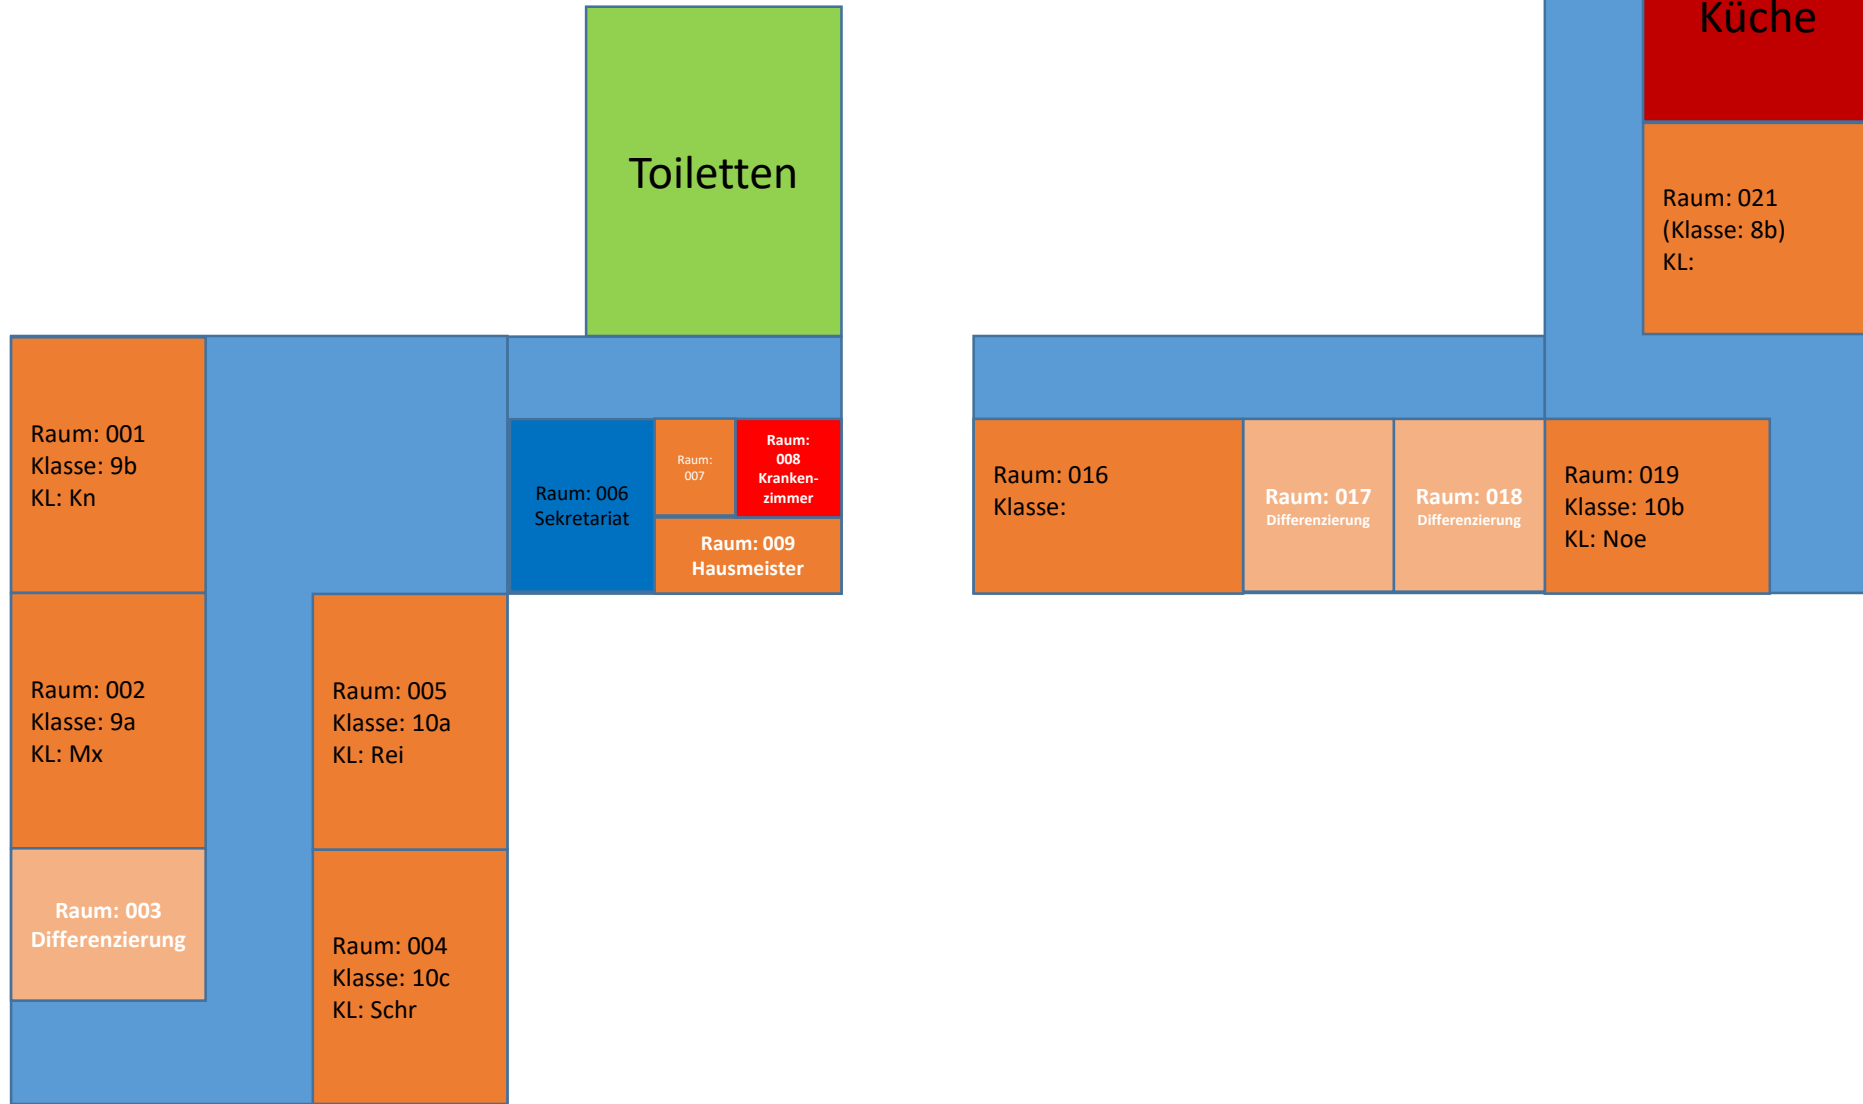 Küche
Toiletten
Raum: 021
(Klasse: 8b)
KL:
Raum: 001
Klasse: 9b
KL: Kn
Raum: 006
Sekretariat
Raum:
007
Raum:
008
Kranken-
zimmer
Raum: 009
Hausmeister
Raum: 016
Klasse:
Raum: 017
Differenzierung
Raum: 018
Differenzierung
Raum: 019
Klasse: 10b
KL: Noe
Raum: 002
Klasse: 9a
KL: Mx
Raum: 005
Klasse: 10a
KL: Rei
Raum: 003
Differenzierung
Raum: 004
Klasse: 10c
KL: Schr